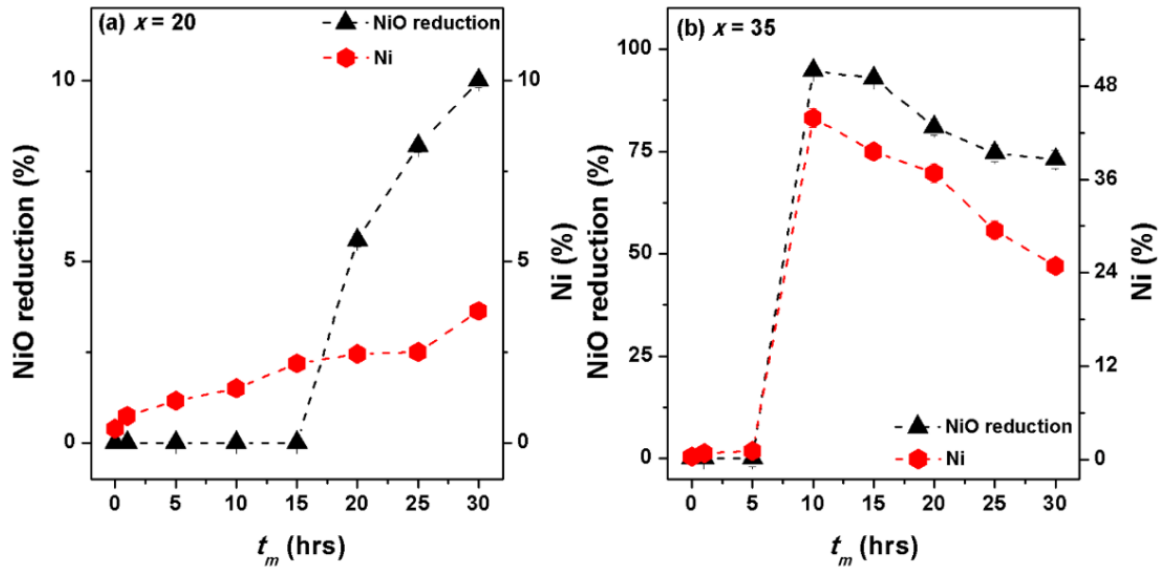 (a) x = 20
NiO reduction
Ni
10
5
0
NiO reduction (%)
10
5
0
Ni (%)
0 5 10 15 20 25 30
t_m (hrs)
(b) x = 35
100
75
50
25
0
NiO reduction (%)
48
36
24
12
0
Ni (%)
NiO reduction
Ni
0 5 10 15 20 25 30
t_m (hrs)